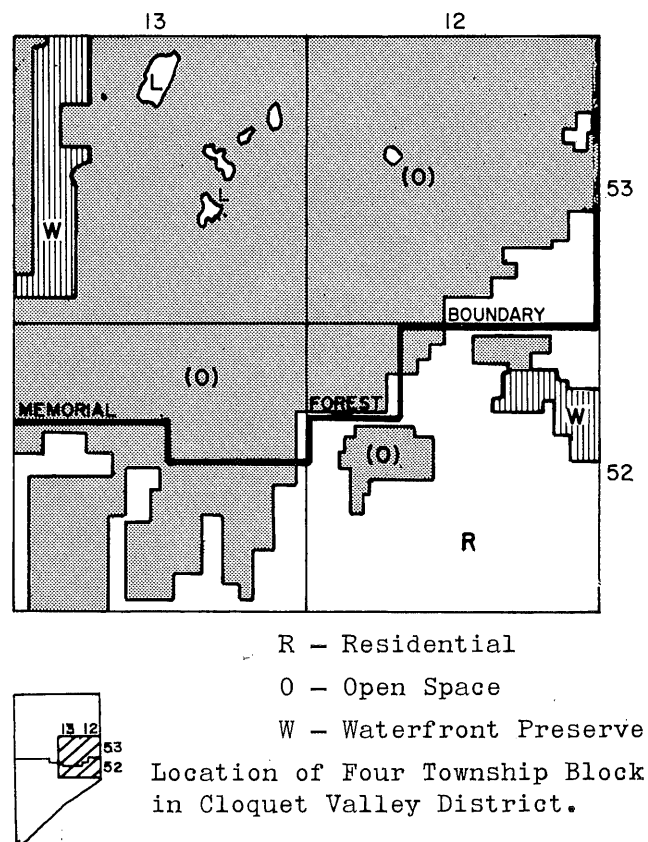 13 12
L
(O)
L
53
W
BOUNDARY
(O)
MEMORIAL
FOREST
W
(O)
52
R
R – Residential
O – Open Space
W – Waterfront Preserve
13 12
53
52
Location of Four Township Block
in Cloquet Valley District.